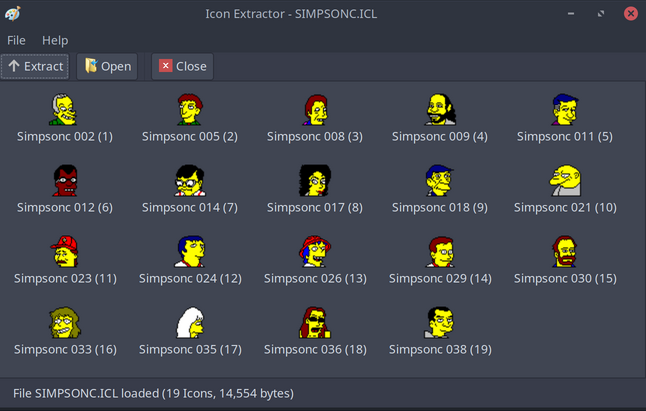 Icon Extractor - SIMPSONC.ICL
File Help
Extract Open Close
Simpsonc 002 (1) Simpsonc 005 (2) Simpsonc 008 (3) Simpsonc 009 (4) Simpsonc 011 (5)
Simpsonc 012 (6) Simpsonc 014 (7) Simpsonc 017 (8) Simpsonc 018 (9) Simpsonc 021 (10)
Simpsonc 023 (11) Simpsonc 024 (12) Simpsonc 026 (13) Simpsonc 029 (14) Simpsonc 030 (15)
Simpsonc 033 (16) Simpsonc 035 (17) Simpsonc 036 (18) Simpsonc 038 (19)
File SIMPSONC.ICL loaded (19 Icons, 14,554 bytes)